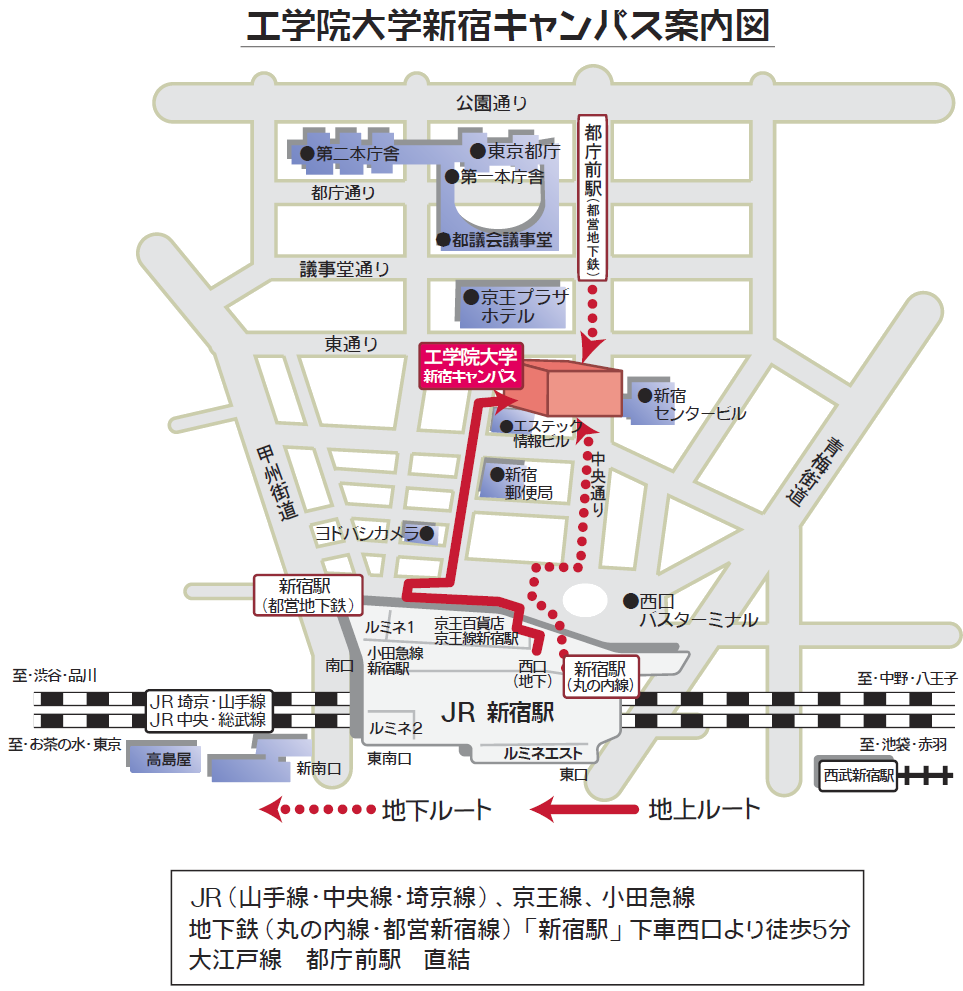 工学院大学新宿キャンパス案内図
公園通り
都庁前駅(都営地下鉄)
●第二本庁舎
●東京都庁
●第一本庁舎
都庁通り
●都議会議事堂
議事堂通り
●京王プラザ
ホテル
東通り
工学院大学
新宿キャンパス
●新宿
センタービル
●エステック
情報ビル
中央通り
青梅街道
甲州街道
●新宿
郵便局
ヨドバシカメラ●
新宿駅
(都営地下鉄)
●西口
バスターミナル
ルミネ1
京王百貨店
京王線新宿駅
小田急線
新宿駅
南口
西口
(地下)
新宿駅
(丸の内線)
至・渋谷・品川
至・中野・八王子
JR 埼京・山手線
JR 中央・総武線
JR 新宿駅
ルミネ2
至・お茶の水・東京
至・池袋・赤羽
高島屋
新南口
東南口
ルミネエスト
東口
西武新宿駅
地下ルート
地上ルート
JR(山手線・中央線・埼京線)、京王線、小田急線
地下鉄(丸の内線・都営新宿線)「新宿駅」下車西口より徒歩5分
大江戸線　都庁前駅　直結